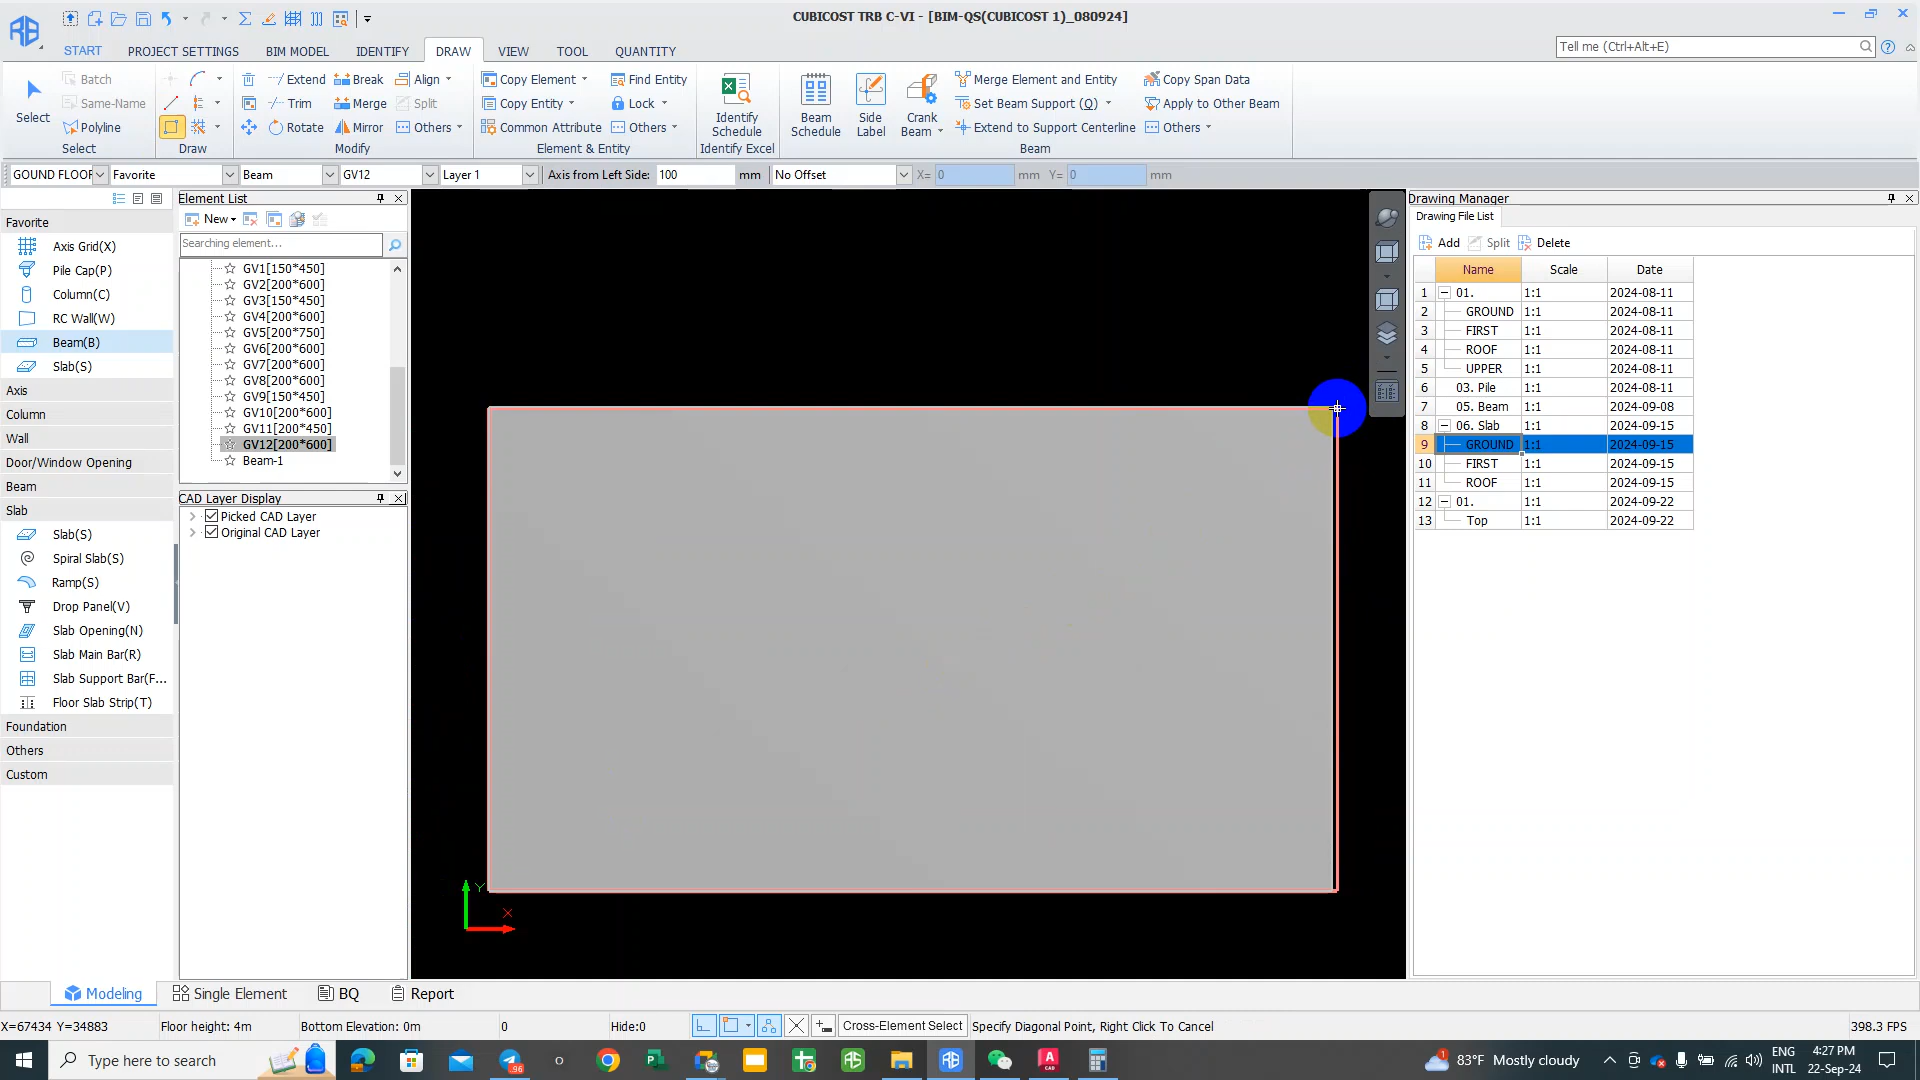 CUBICOST TRB C-VI - [BIM-QS(CUBICOST 1)_080924]
START PROJECT SETTINGS BIM MODEL IDENTIFY DRAW VIEW TOOL QUANTITY
Tell me (Ctrl+Alt+E)
Select
Batch
Same-Name
Polyline
Select
Draw
Extend Break Align
Trim Merge Split
Rotate Mirror Others
Modify
Copy Element Find Entity
Copy Entity Lock
Common Attribute Others
Element & Entity
Identify Schedule
Identify Excel
Beam Schedule
Side Label
Crank Beam
Merge Element and Entity Copy Span Data
Set Beam Support (Q) Apply to Other Beam
Extend to Support Centerline Others
Beam
GOUND FLOOR Favorite Beam GV12 Layer 1 Axis from Left Side: 100 mm No Offset X= 0 mm Y= 0 mm
Favorite
Axis Grid(X)
Pile Cap(P)
Column(C)
RC Wall(W)
Beam(B)
Slab(S)
Axis
Column
Wall
Door/Window Opening
Beam
Slab
Slab(S)
Spiral Slab(S)
Ramp(S)
Drop Panel(V)
Slab Opening(N)
Slab Main Bar(R)
Slab Support Bar(F...
Floor Slab Strip(T)
Foundation
Others
Custom
Element List
New
Searching element...
GV1[150*450]
GV2[200*600]
GV3[150*450]
GV4[200*600]
GV5[200*750]
GV6[200*600]
GV7[200*600]
GV8[200*600]
GV9[150*450]
GV10[200*600]
GV11[200*450]
GV12[200*600]
Beam-1
CAD Layer Display
Picked CAD Layer
Original CAD Layer
Y
X
Drawing Manager
Drawing File List
Add Split Delete
Name Scale Date
1 01. 1:1 2024-08-11
2 GROUND 1:1 2024-08-11
3 FIRST 1:1 2024-08-11
4 ROOF 1:1 2024-08-11
5 UPPER 1:1 2024-08-11
6 03. Pile 1:1 2024-08-11
7 05. Beam 1:1 2024-09-08
8 06. Slab 1:1 2024-09-15
9 GROUND 1:1 2024-09-15
10 FIRST 1:1 2024-09-15
11 ROOF 1:1 2024-09-15
12 01. 1:1 2024-09-22
13 Top 1:1 2024-09-22
Modeling Single Element BQ Report
X=67434 Y=34883 Floor height: 4m Bottom Elevation: 0m 0 Hide:0 Cross-Element Select Specify Diagonal Point, Right Click To Cancel 398.3 FPS
Type here to search
83°F Mostly cloudy
ENG
INTL
4:27 PM
22-Sep-24